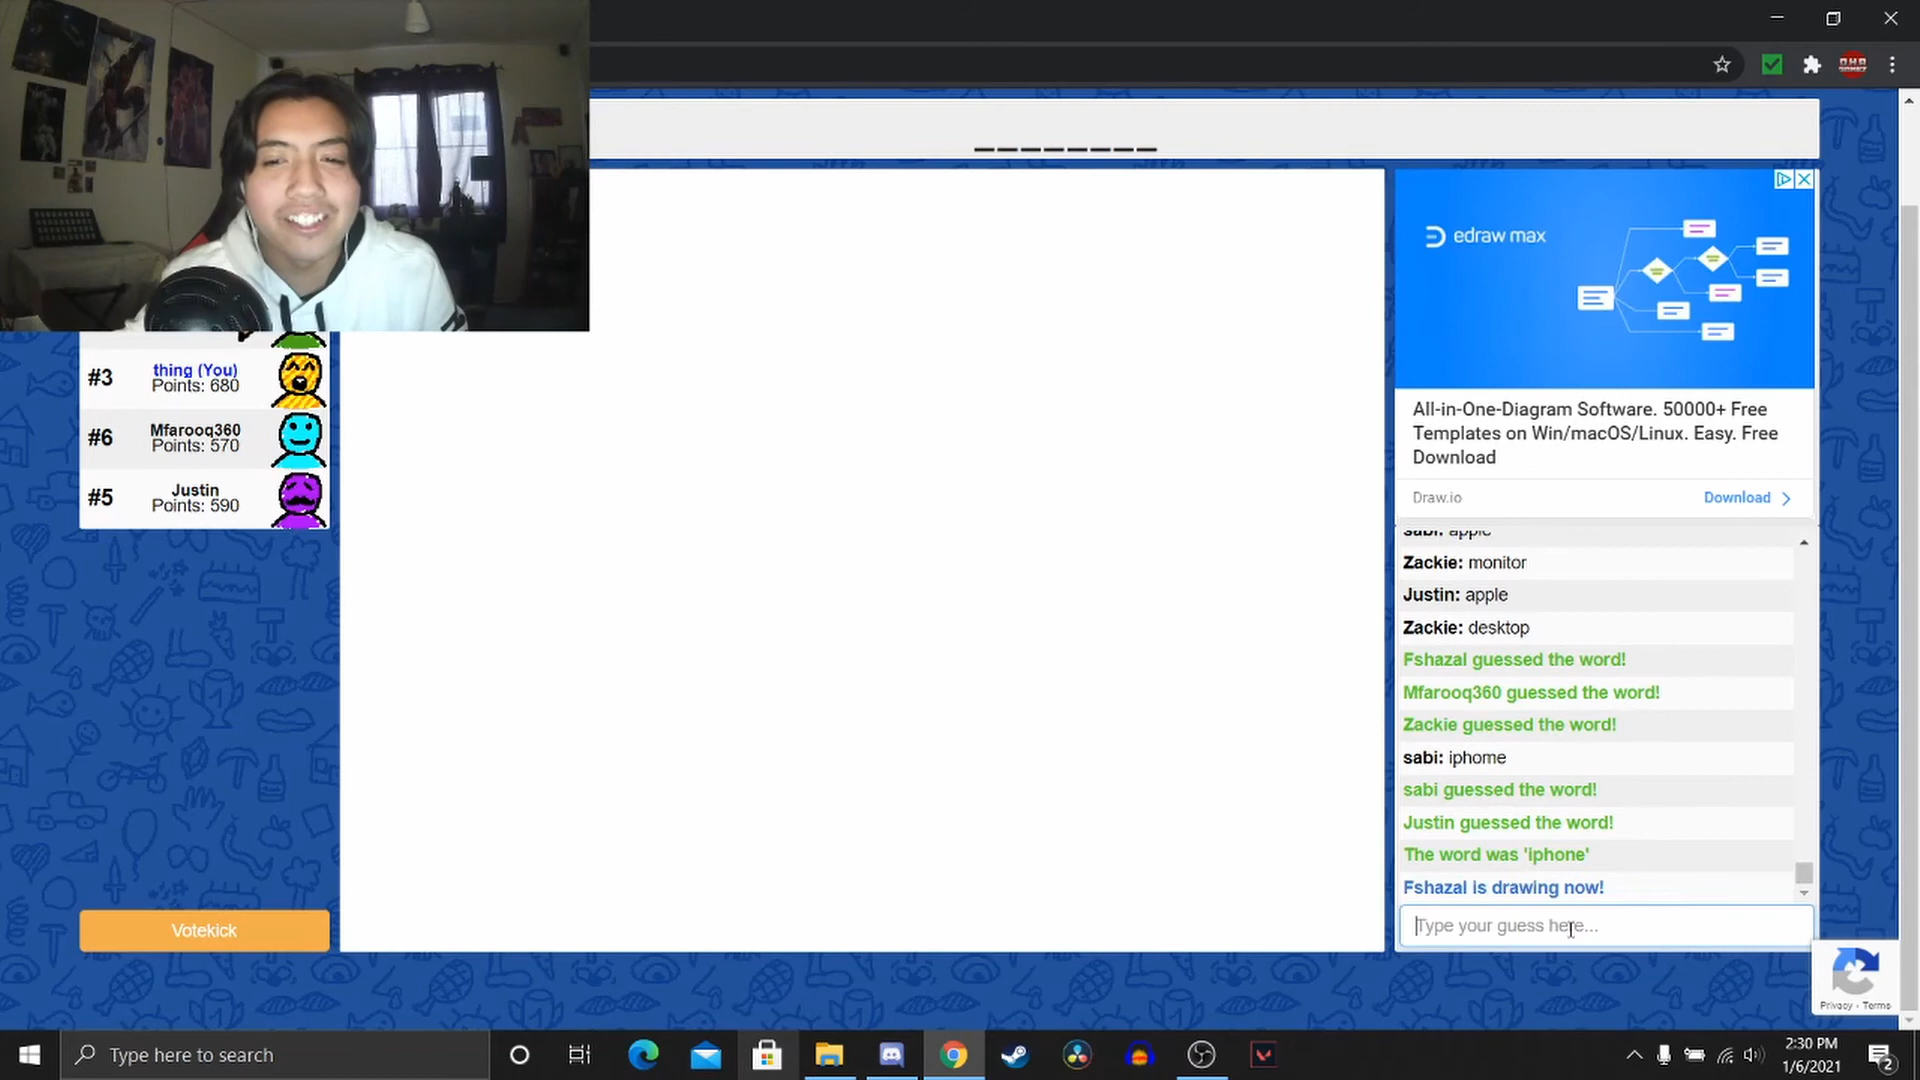 ________
#3
thing (You)
Points: 680
#6
Mfarooq360
Points: 570
#5
Justin
Points: 590
Votekick
edraw max
All-in-One-Diagram Software. 50000+ Free
Templates on Win/macOS/Linux. Easy. Free
Download
Draw.io
Download
sabi: apple
Zackie: monitor
Justin: apple
Zackie: desktop
Fshazal guessed the word!
Mfarooq360 guessed the word!
Zackie guessed the word!
sabi: iphome
sabi guessed the word!
Justin guessed the word!
The word was 'iphone'
Fshazal is drawing now!
Type your guess here...
Privacy - Terms
Type here to search
2:30 PM
1/6/2021
2